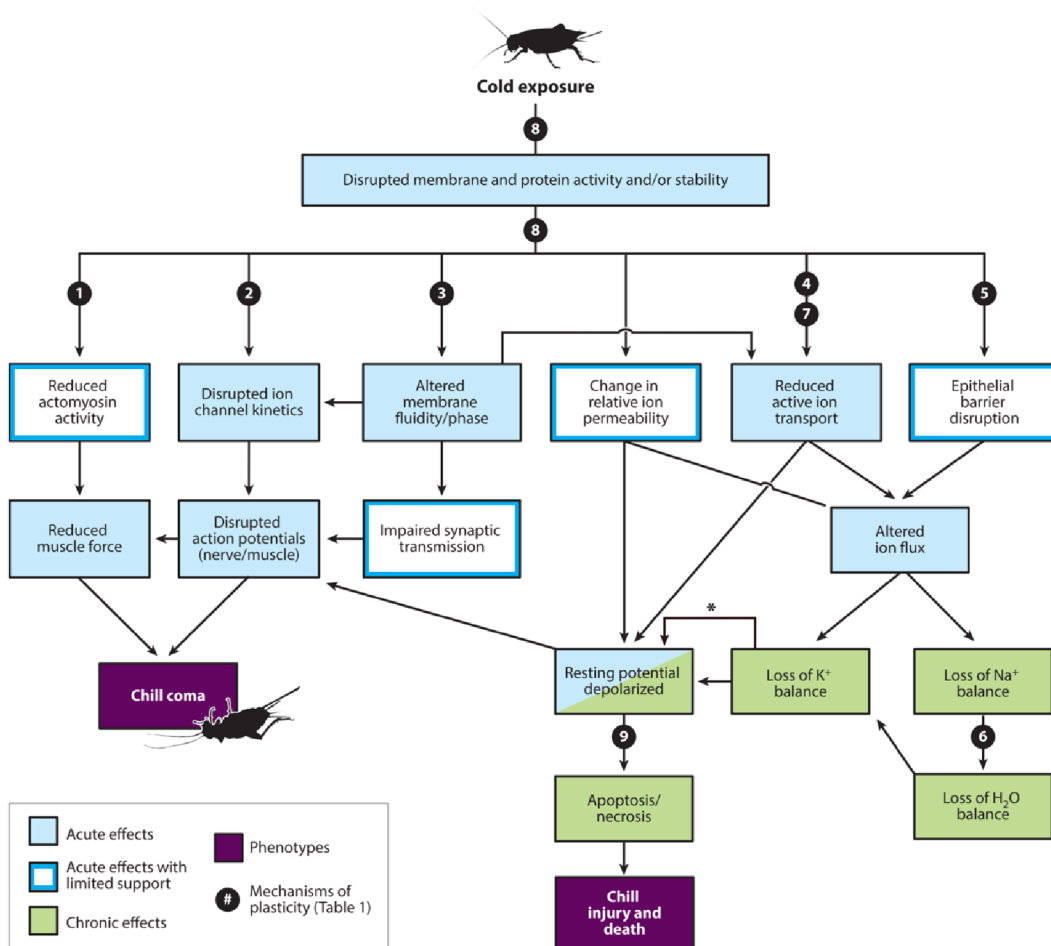 Cold exposure
8
Disrupted membrane and protein activity and/or stability
8
1
2
3
4
7
5
Reduced
actomyosin
activity
Disrupted ion
channel kinetics
Altered
membrane
fluidity/phase
Change in
relative ion
permeability
Reduced
active ion
transport
Epithelial
barrier
disruption
Reduced
muscle force
Disrupted
action potentials
(nerve/muscle)
Impaired synaptic
transmission
Altered
ion flux
*
Chill coma
Resting potential
depolarized
Loss of K⁺
balance
Loss of Na⁺
balance
9
6
Apoptosis/
necrosis
Loss of H₂O
balance
Chill
injury and
death
Acute effects
Acute effects with
limited support
Chronic effects
Phenotypes
# Mechanisms of
plasticity (Table 1)